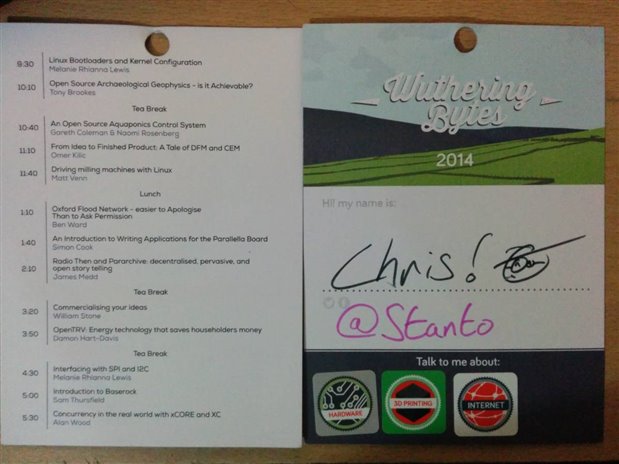 9:30 Linux Bootloaders and Kernel Configuration
Melanie Rhianna Lewis
10:10 Open Source Archaeological Geophysics - is it Achievable?
Tony Brookes
Tea Break
10:40 An Open Source Aquaponics Control System
Gareth Coleman & Naomi Rosenberg
11:10 From Idea to Finished Product: A Tale of DFM and CEM
Omer Kilic
11:40 Driving milling machines with Linux
Matt Venn
Lunch
1:10 Oxford Flood Network - easier to Apologise
Than to Ask Permission
Ben Ward
1:40 An Introduction to Writing Applications for the Parallella Board
Simon Cook
2:10 Radio Then and Pararchive: decentralised, pervasive, and
open story telling
James Medd
Tea Break
3:20 Commercialising your ideas
William Stone
3:50 OpenTRV: Energy technology that saves householders money
Damon Hart-Davis
Tea Break
4:30 Interfacing with SPI and I2C
Melanie Rhianna Lewis
5:00 Introduction to Baserock
Sam Thursfield
5:30 Concurrency in the real world with xCORE and XC
Alan Wood
Wuthering
Bytes
2014
Hi! my name is:
Chris!
@Stanto
Talk to me about:
HARDWARE
3D PRINTING
INTERNET